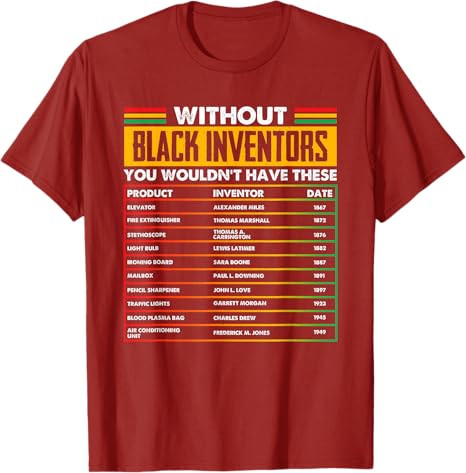 WITHOUT
BLACK INVENTORS
YOU WOULDN'T HAVE THESE
PRODUCT INVENTOR DATE
ELEVATOR ALEXANDER MILES 1867
FIRE EXTINGUISHER THOMAS MARSHALL 1872
STETHOSCOPE THOMAS A. CARRINGTON 1876
LIGHT BULB LEWIS LATIMER 1882
IRONING BOARD SARA BOONE 1887
MAILBOX PAUL L. DOWNING 1891
PENCIL SHARPENER JOHN L. LOVE 1897
TRAFFIC LIGHTS GARRETT MORGAN 1923
BLOOD PLASMA BAG CHARLES DREW 1945
AIR CONDITIONING UNIT FREDERICK M. JONES 1949